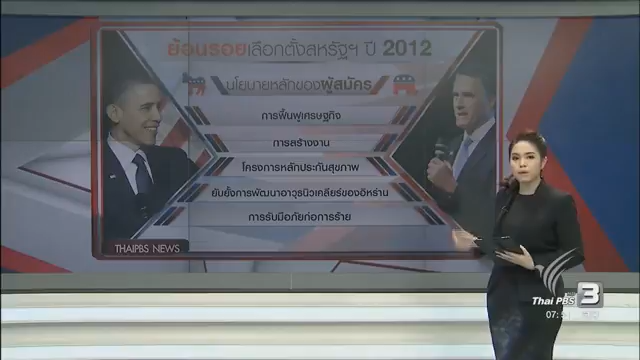 ย้อนรอยเลือกตั้งสหรัฐฯ ปี 2012
นโยบายหลักของผู้สมัคร
การฟื้นฟูเศรษฐกิจ
การสร้างงาน
โครงการหลักประกันสุขภาพ
ยับยั้งการพัฒนาอาวุธนิวเคลียร์ของอิหร่าน
การรับมือภัยก่อการร้าย
THAIPBS NEWS
Thai PBS 3